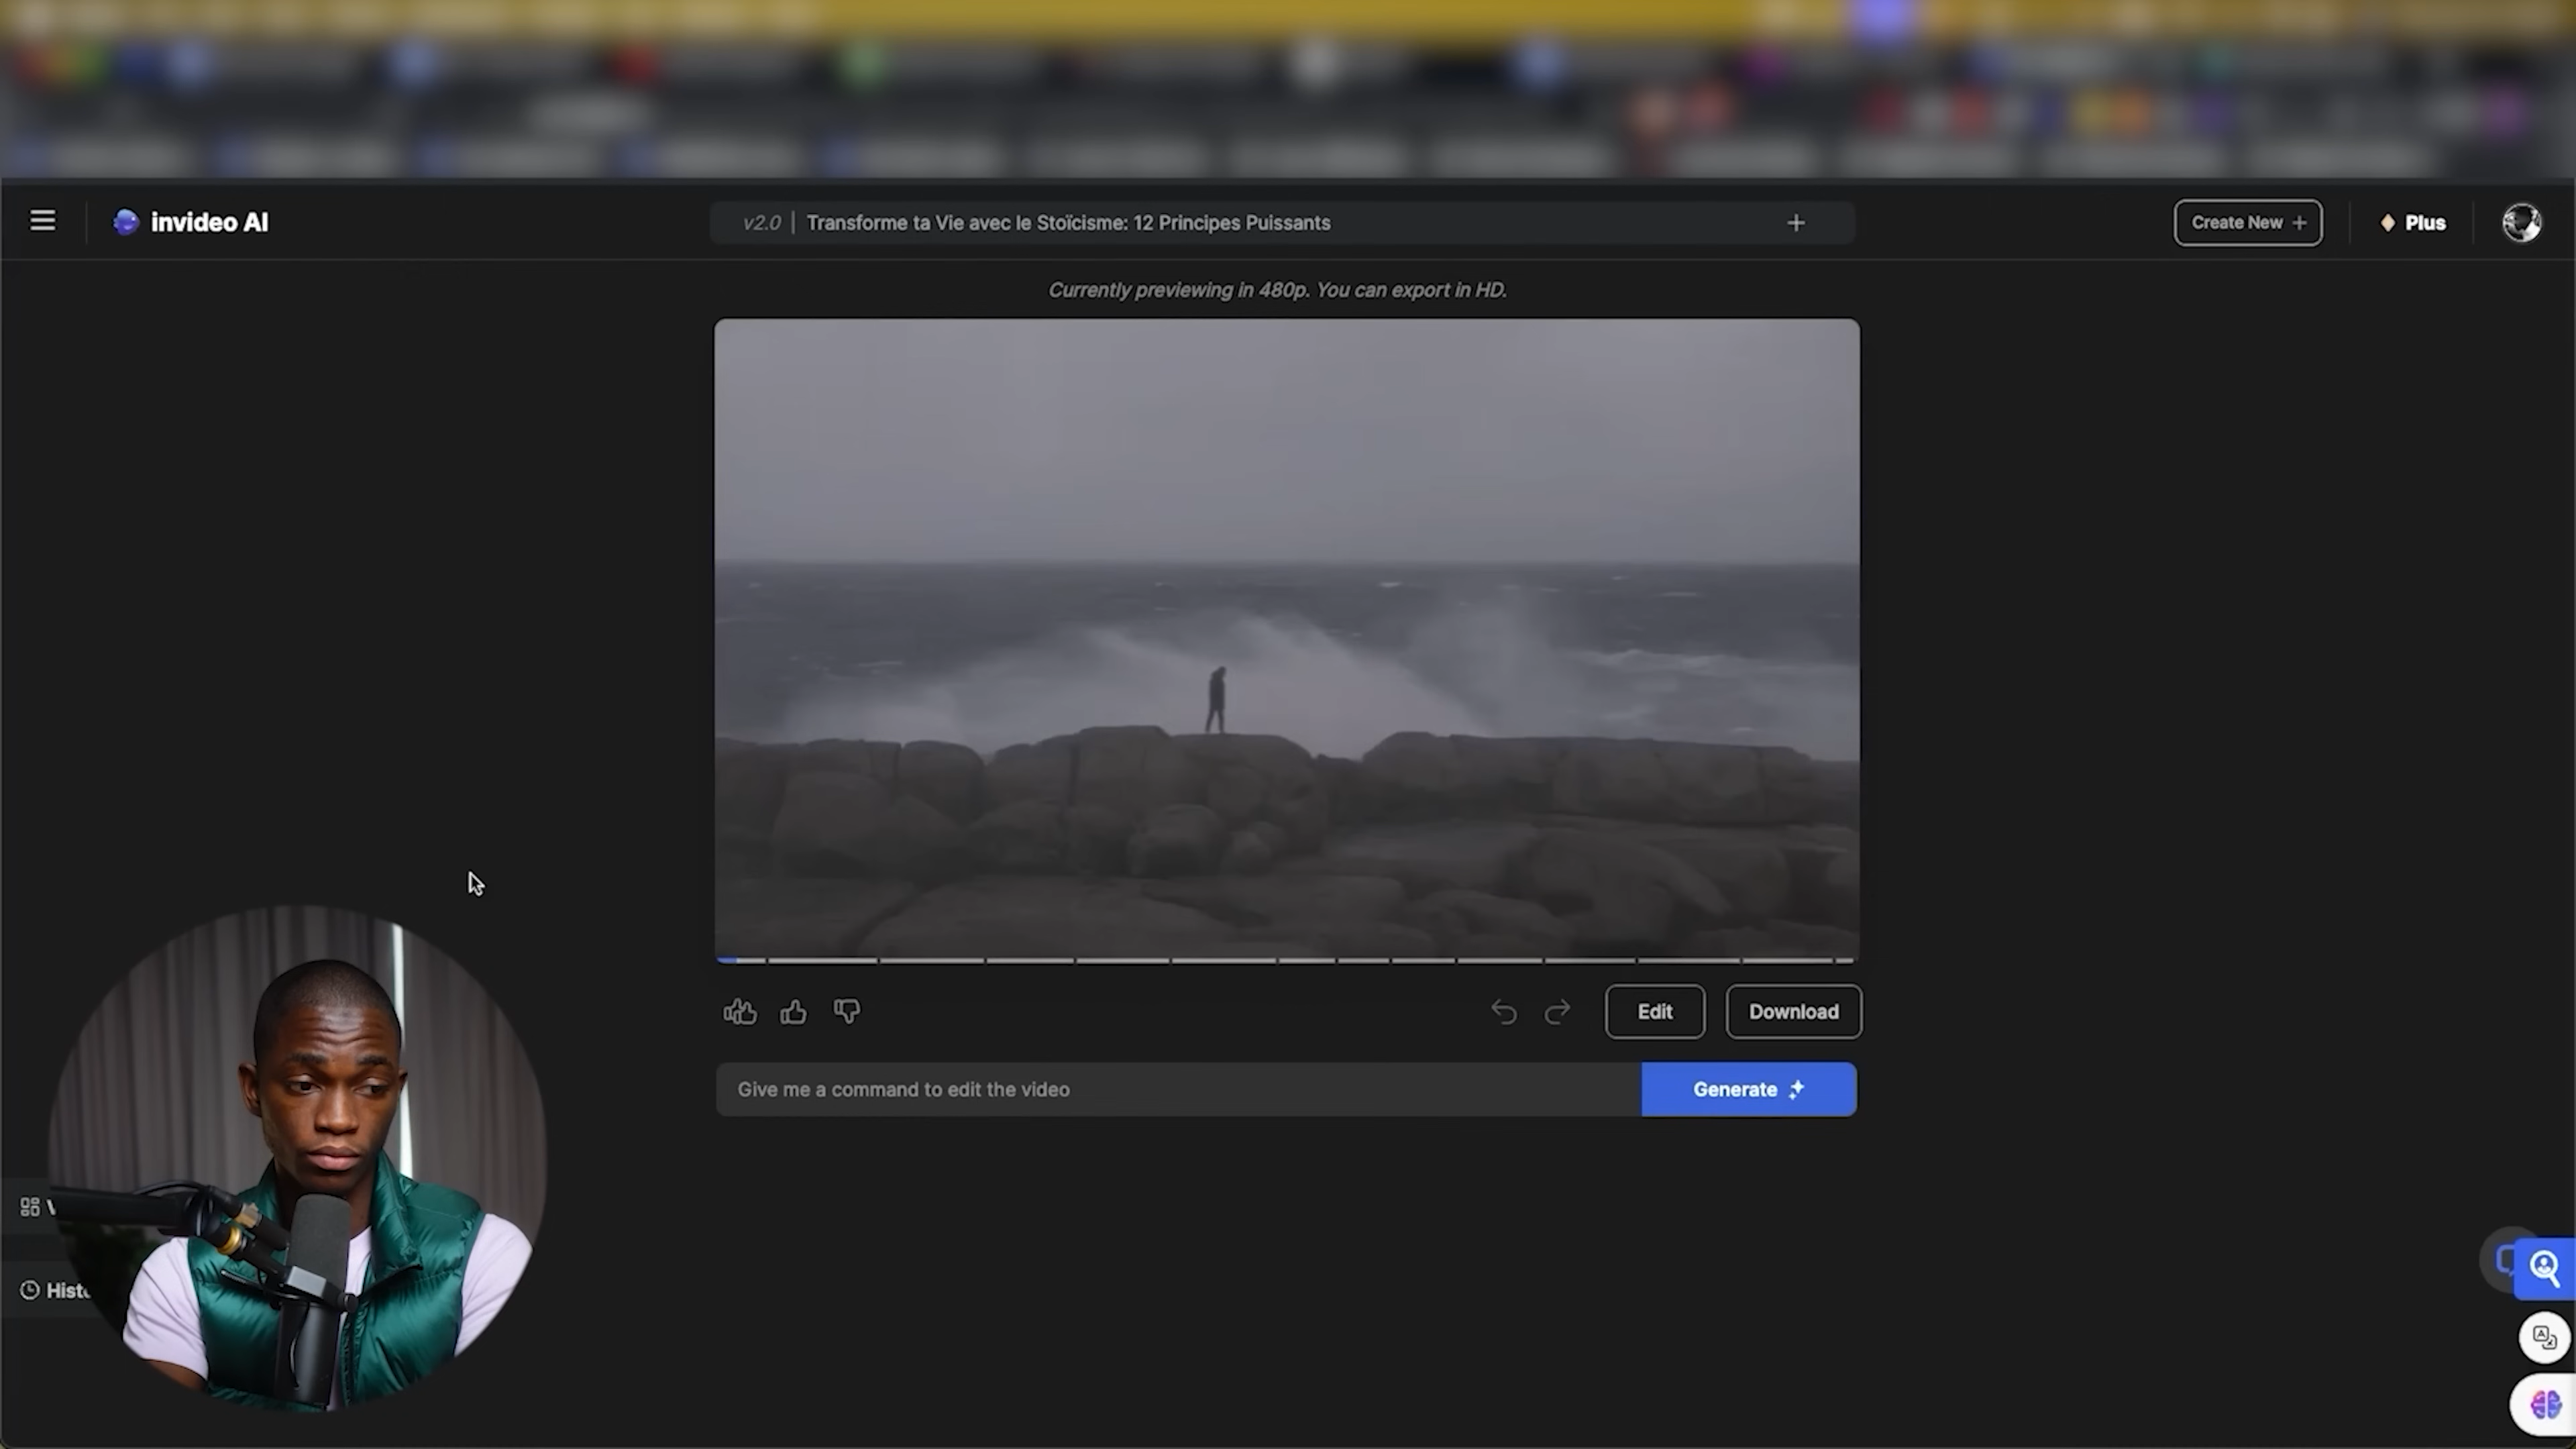 invideo AI
v2.0 | Transforme ta Vie avec le Stoïcisme: 12 Principes Puissants
Create New +
Plus
Currently previewing in 480p. You can export in HD.
Edit
Download
Give me a command to edit the video
Generate